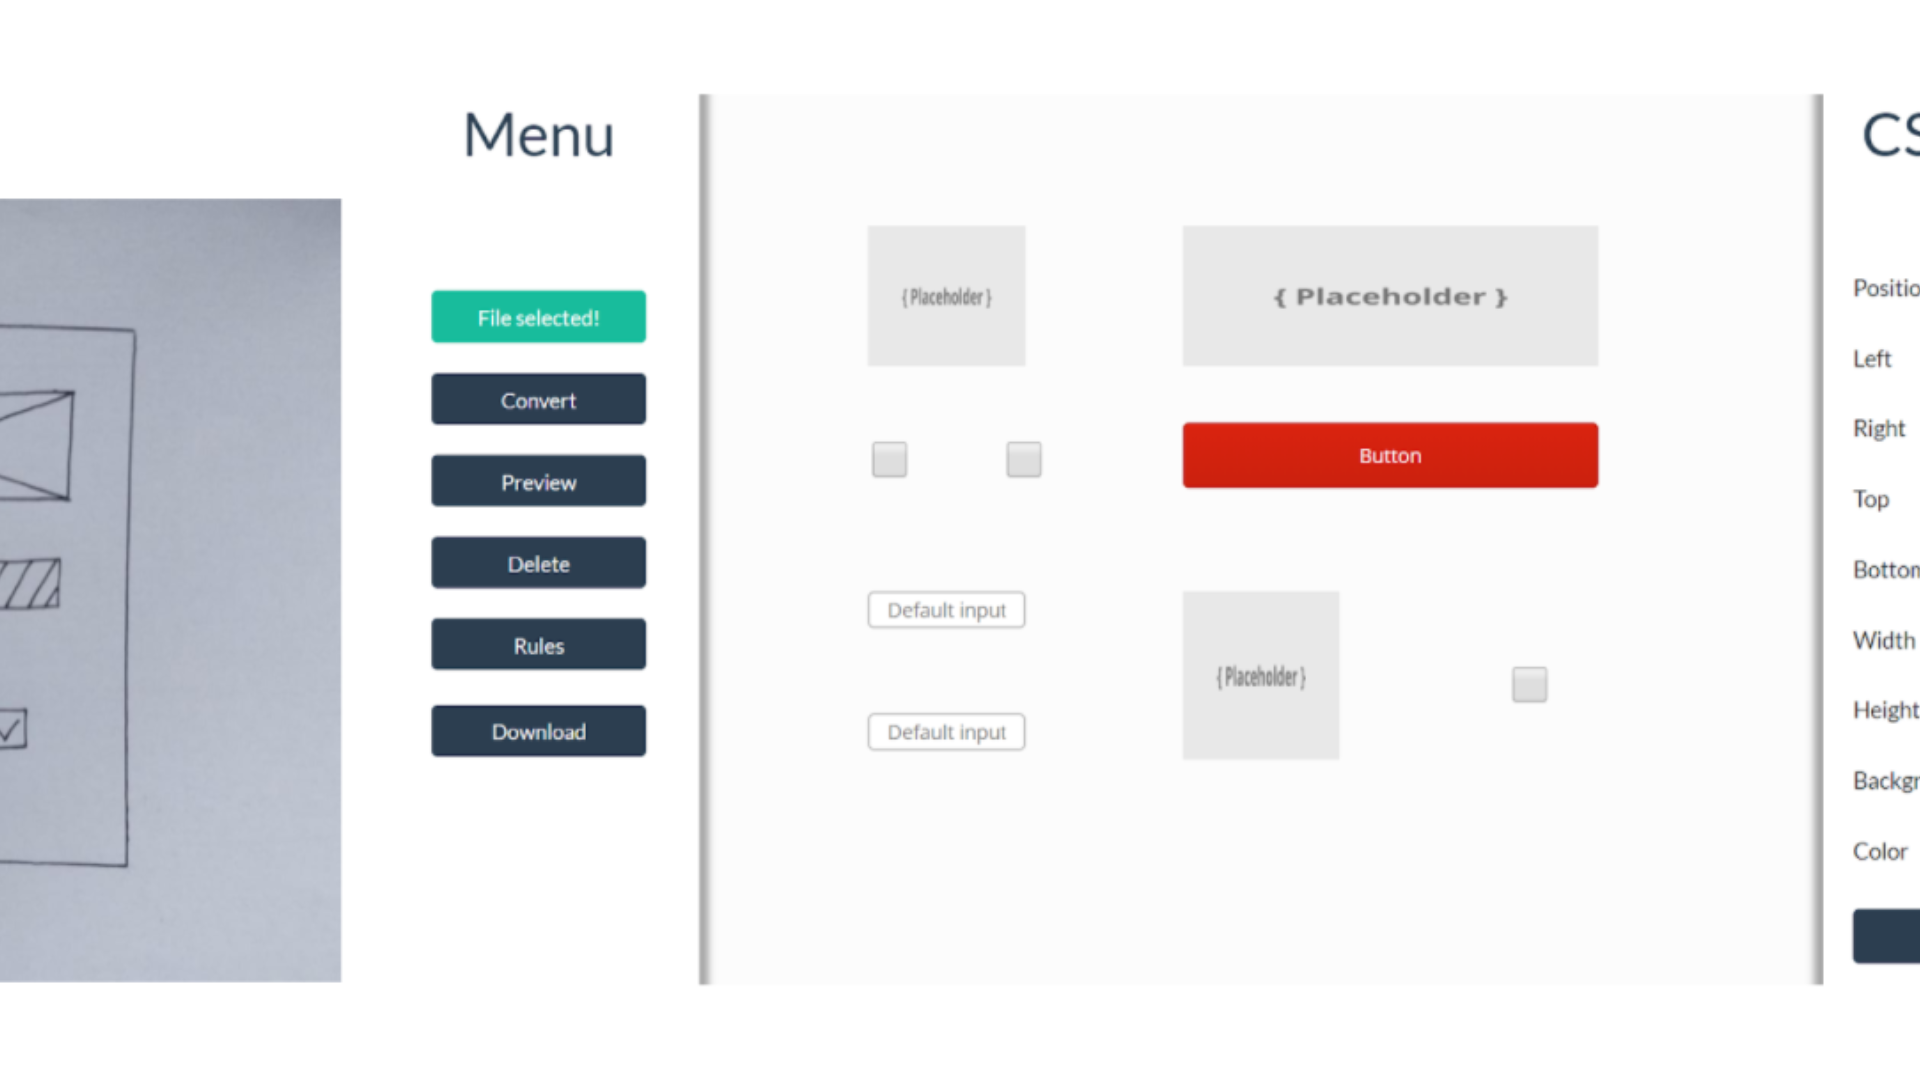 Menu
File selected!
Convert
Preview
Delete
Rules
Download
{ Placeholder }
{ Placeholder }
Button
Default input
Default input
{ Placeholder }
CS
Positio
Left
Right
Top
Bottom
Width
Height
Backgr
Color